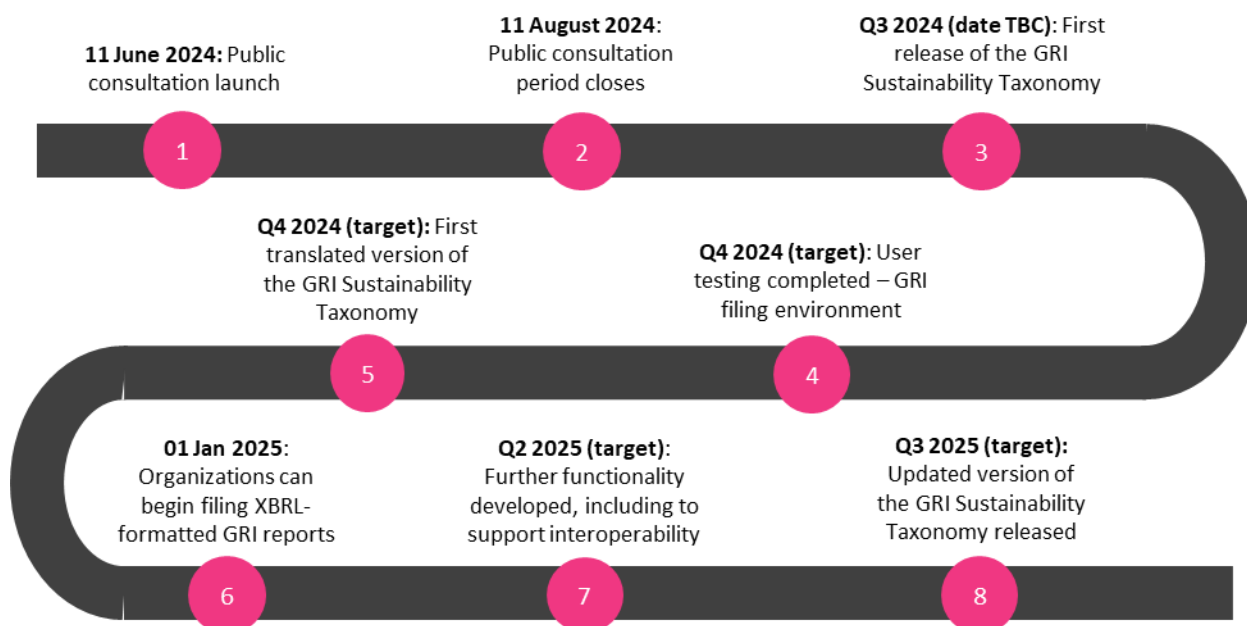 11 June 2024: Public
consultation launch
1
11 August 2024:
Public consultation
period closes
2
Q3 2024 (date TBC): First
release of the GRI
Sustainability Taxonomy
3
Q4 2024 (target): User
testing completed – GRI
filing environment
4
Q4 2024 (target): First
translated version of
the GRI Sustainability
Taxonomy
5
01 Jan 2025:
Organizations can
begin filing XBRL-
formatted GRI reports
6
Q2 2025 (target):
Further functionality
developed, including to
support interoperability
7
Q3 2025 (target):
Updated version of
the GRI Sustainability
Taxonomy released
8